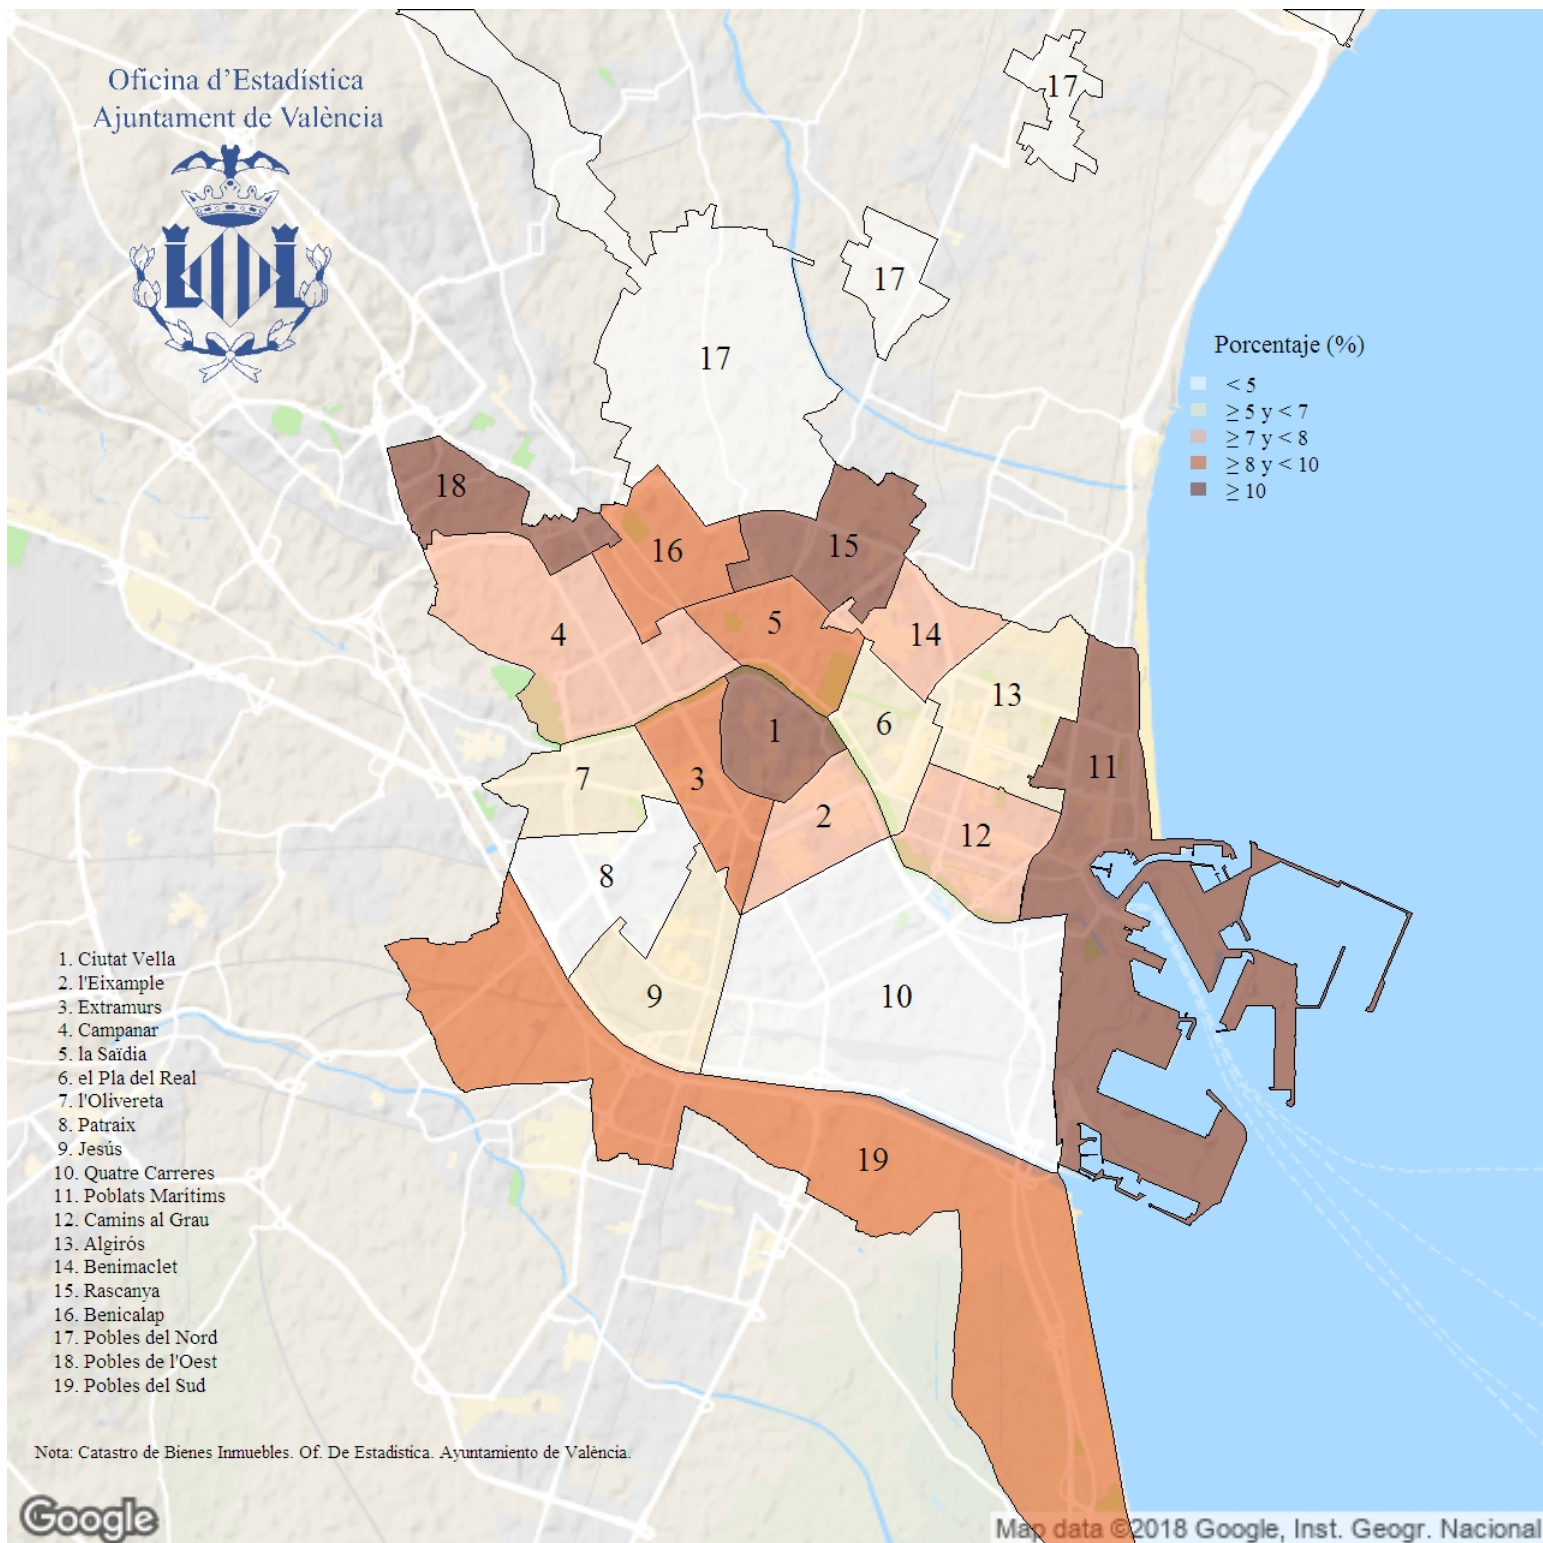 Oficina d'Estadística
Ajuntament de València
17
17
17
Porcentaje (%)
< 5
≥ 5 y < 7
≥ 7 y < 8
≥ 8 y < 10
≥ 10
18
16
15
5
4
14
13
6
1
11
7
3
2
12
8
9
10
19
1. Ciutat Vella
2. l'Eixample
3. Extramurs
4. Campanar
5. la Saïdia
6. el Pla del Real
7. l'Olivereta
8. Patraix
9. Jesús
10. Quatre Carreres
11. Poblats Marítims
12. Camins al Grau
13. Algirós
14. Benimaclet
15. Rascanya
16. Benicalap
17. Pobles del Nord
18. Pobles de l'Oest
19. Pobles del Sud
Nota: Catastro de Bienes Inmuebles. Of. De Estadística. Ayuntamiento de València.
Google
Map data ©2018 Google, Inst. Geogr. Nacional